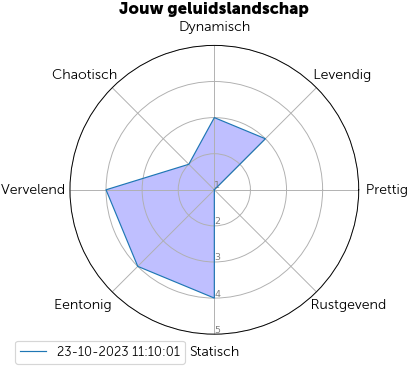 Jouw geluidslandschap
Dynamisch
Chaotisch
Levendig
Vervelend
1
Prettig
2
3
Eentonig
4
Rustgevend
5
23-10-2023 11:10:01
Statisch